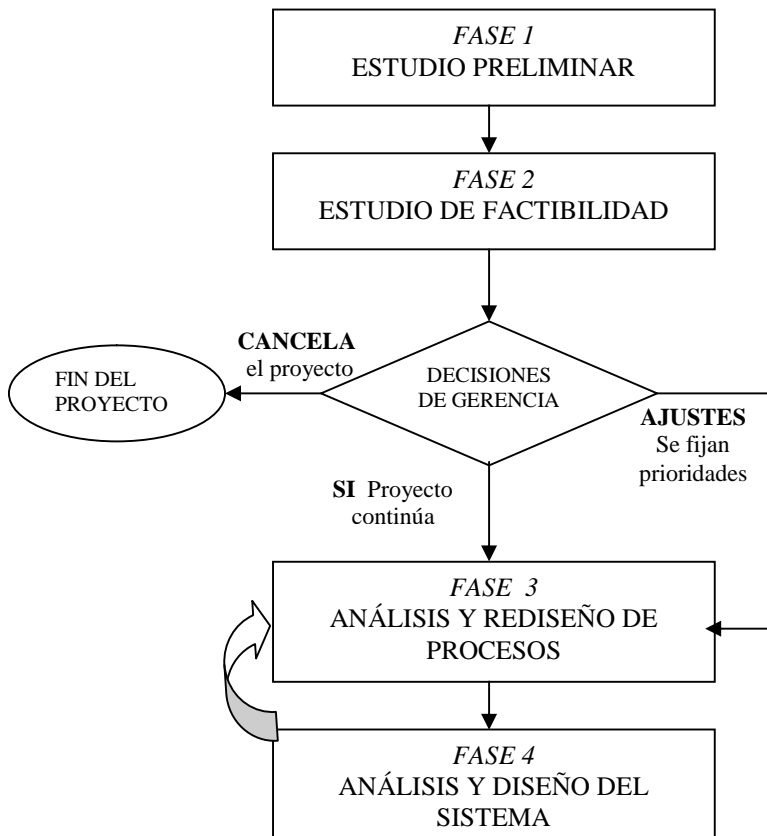 FASE 1
ESTUDIO PRELIMINAR
FASE 2
ESTUDIO DE FACTIBILIDAD
CANCELA
el proyecto
FIN DEL
PROYECTO
DECISIONES
DE GERENCIA
AJUSTES
Se fijan
prioridades
SI Proyecto
continúa
FASE 3
ANÁLISIS Y REDISEÑO DE
PROCESOS
FASE 4
ANÁLISIS Y DISEÑO DEL
SISTEMA